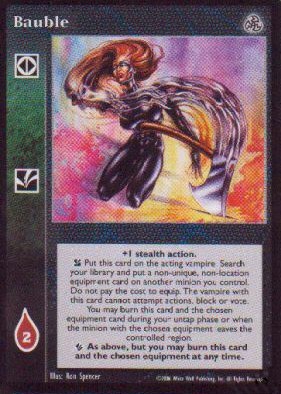 Bauble
+1 stealth action.
Put this card on the acting vampire. Search
your library and put a non-unique, non-location
equipment card on another minion you control.
Do not pay the cost to equip. The vampire with
this card cannot attempt actions, block or vote.
You may burn this card and the chosen
equipment card during your untap phase or when
the minion with the chosen equipment leaves the
controlled region.
As above, but you may burn this card
and the chosen equipment at any time.
2
Illus: Ron Spencer
©2006 White Wolf Publishing, Inc. All Rights Reserved.